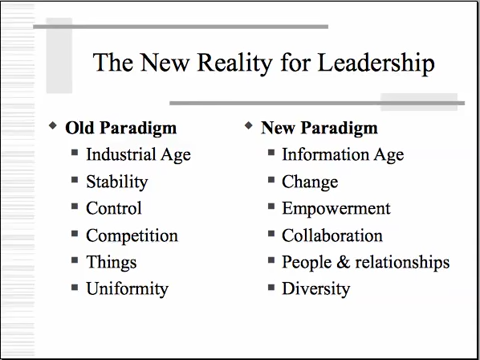 The New Reality for Leadership
Old Paradigm
Industrial Age
Stability
Control
Competition
Things
Uniformity
New Paradigm
Information Age
Change
Empowerment
Collaboration
People & relationships
Diversity